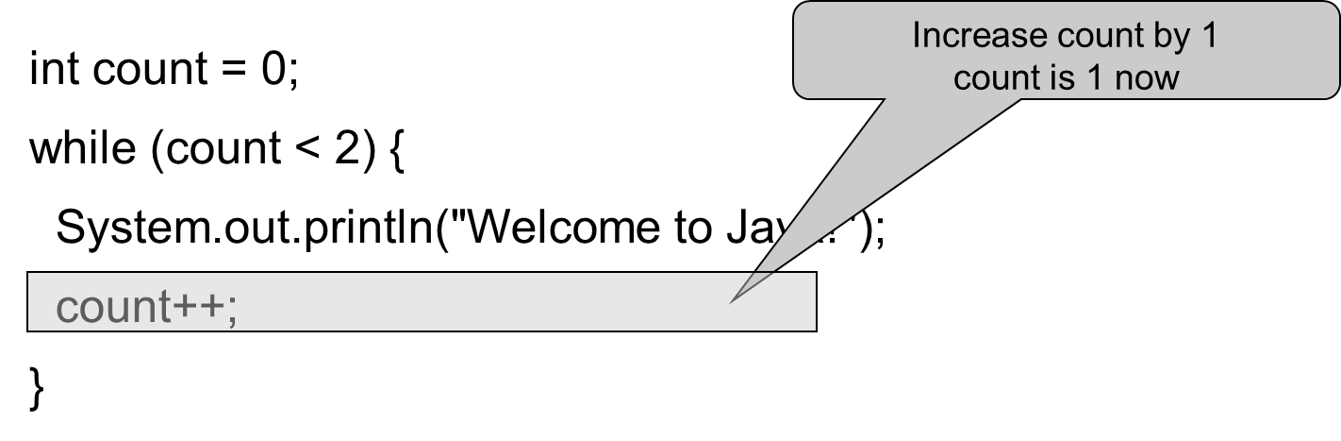 Increase count by 1
count is 1 now
int count = 0;
while (count < 2) {
System.out.println("Welcome to Java!");
count++;
}